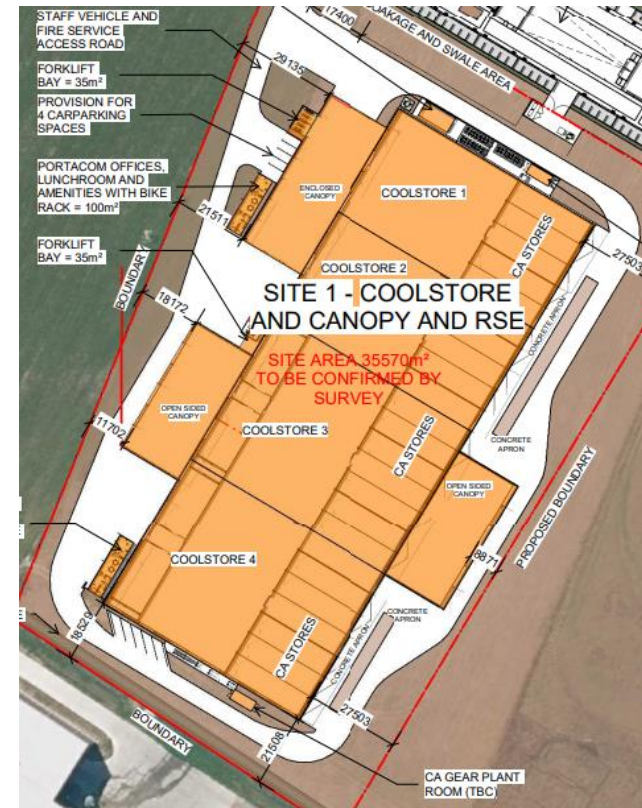 STAFF VEHICLE AND
FIRE SERVICE
ACCESS ROAD
FORKLIFT
BAY = 35m²
PROVISION FOR
4 CARPARKING
SPACES
PORTACOM OFFICES,
LUNCHROOM AND
AMENITIES WITH BIKE
RACK = 100m²
FORKLIFT
BAY = 35m²
17400
OAKAGE AND SWALE AREA
29135
ENCLOSED
CANOPY
COOLSTORE 1
21511
27503
CA STORES
COOLSTORE 2
BOUNDARY
SITE 1 - COOLSTORE
AND CANOPY AND RSE
SITE AREA 35570m²
TO BE CONFIRMED BY
SURVEY
18172
CONCRETE APRON
OPEN SIDED
CANOPY
11702
COOLSTORE 3
CA STORES
CONCRETE
APRON
OPEN SIDED
CANOPY
PROPOSED BOUNDARY
8871
COOLSTORE 4
E
18529
CONCRETE
APRON
CONCRETE APRON
CA STORES
27503
BOUNDARY
21508
CA GEAR PLANT
ROOM (TBC)